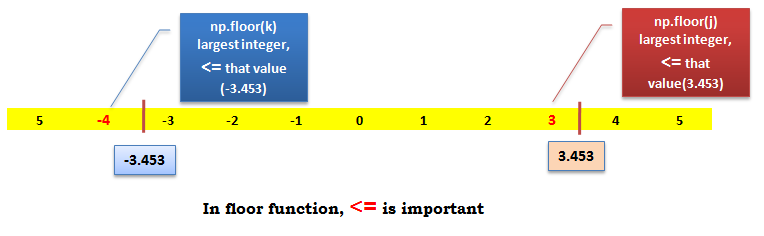 np.floor(k)
largest integer,
<= that value
(-3.453)
np.floor(j)
largest integer,
<= that
value(3.453)
5 -4 -3 -2 -1 0 1 2 3 4 5
-3.453
3.453
In floor function, <= is important